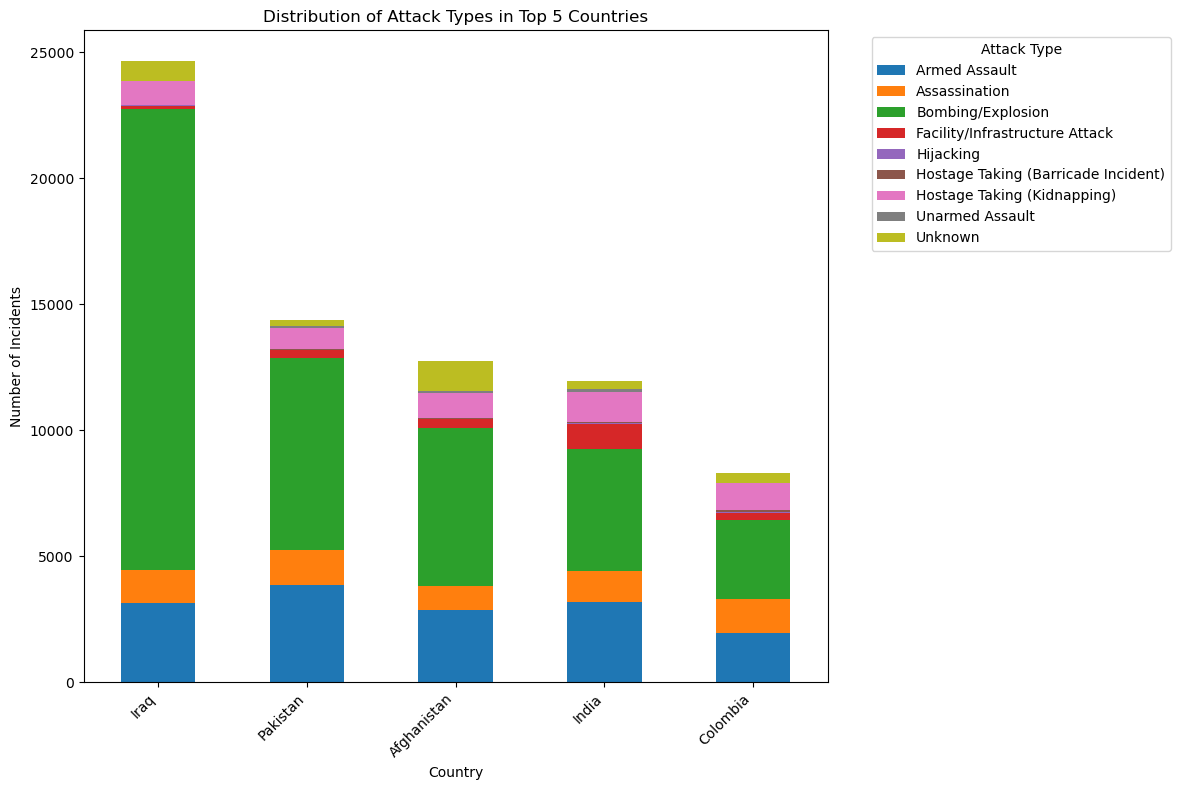 Distribution of Attack Types in Top 5 Countries
25000
20000
15000
10000
5000
0
Number of Incidents
Iraq
Pakistan
Afghanistan
India
Colombia
Country
Attack Type
Armed Assault
Assassination
Bombing/Explosion
Facility/Infrastructure Attack
Hijacking
Hostage Taking (Barricade Incident)
Hostage Taking (Kidnapping)
Unarmed Assault
Unknown